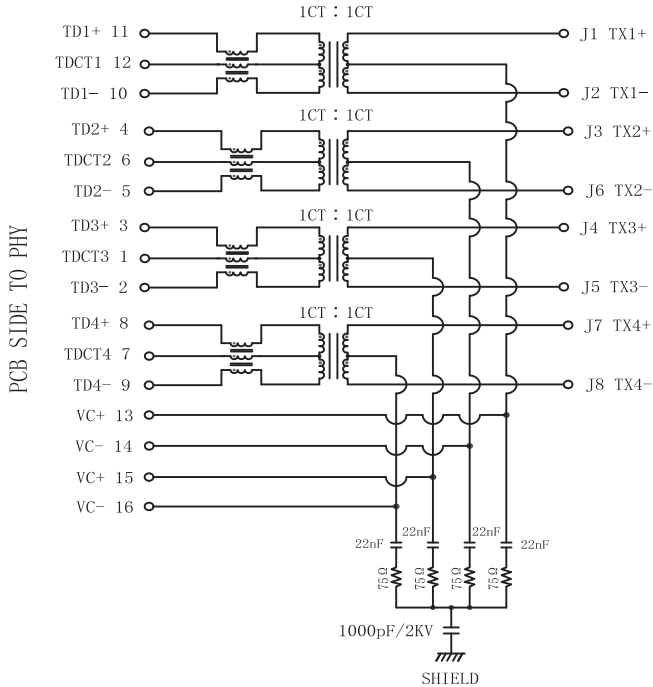 1CT : 1CT
TD1+ 11
J1 TX1+
TDCT1 12
TD1- 10
J2 TX1-
1CT : 1CT
TD2+ 4
J3 TX2+
TDCT2 6
TD2- 5
J6 TX2-
1CT : 1CT
TD3+ 3
J4 TX3+
TDCT3 1
TD3- 2
J5 TX3-
1CT : 1CT
TD4+ 8
J7 TX4+
TDCT4 7
TD4- 9
J8 TX4-
PCB SIDE TO PHY
VC+ 13
VC- 14
VC+ 15
VC- 16
22nF
22nF
22nF
22nF
75Ω
75Ω
75Ω
75Ω
1000pF/2KV
SHIELD